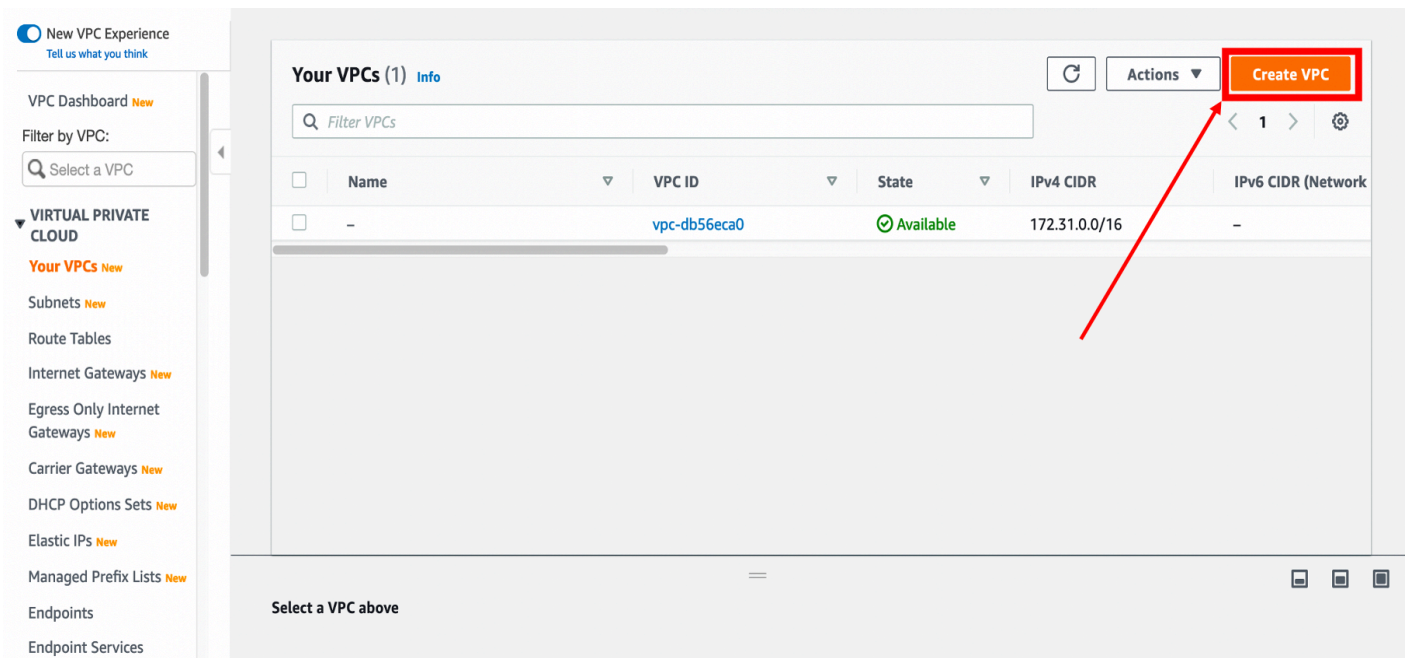 New VPC Experience
Tell us what you think
VPC Dashboard New
Filter by VPC:
Select a VPC
VIRTUAL PRIVATE
CLOUD
Your VPCs New
Subnets New
Route Tables
Internet Gateways New
Egress Only Internet
Gateways New
Carrier Gateways New
DHCP Options Sets New
Elastic IPs New
Managed Prefix Lists New
Endpoints
Endpoint Services
Your VPCs (1) Info
Actions
Create VPC
Filter VPCs
1
Name VPC ID State IPv4 CIDR IPv6 CIDR (Network
– vpc-db56eca0 Available 172.31.0.0/16 –
Select a VPC above